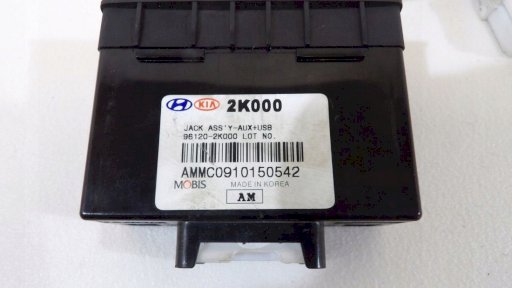 KIA 2K000
JACK ASS'Y-AUX+USB
96120-2K000 LOT NO.
AMMC0910150542
MOBIS MADE IN KOREA
AM